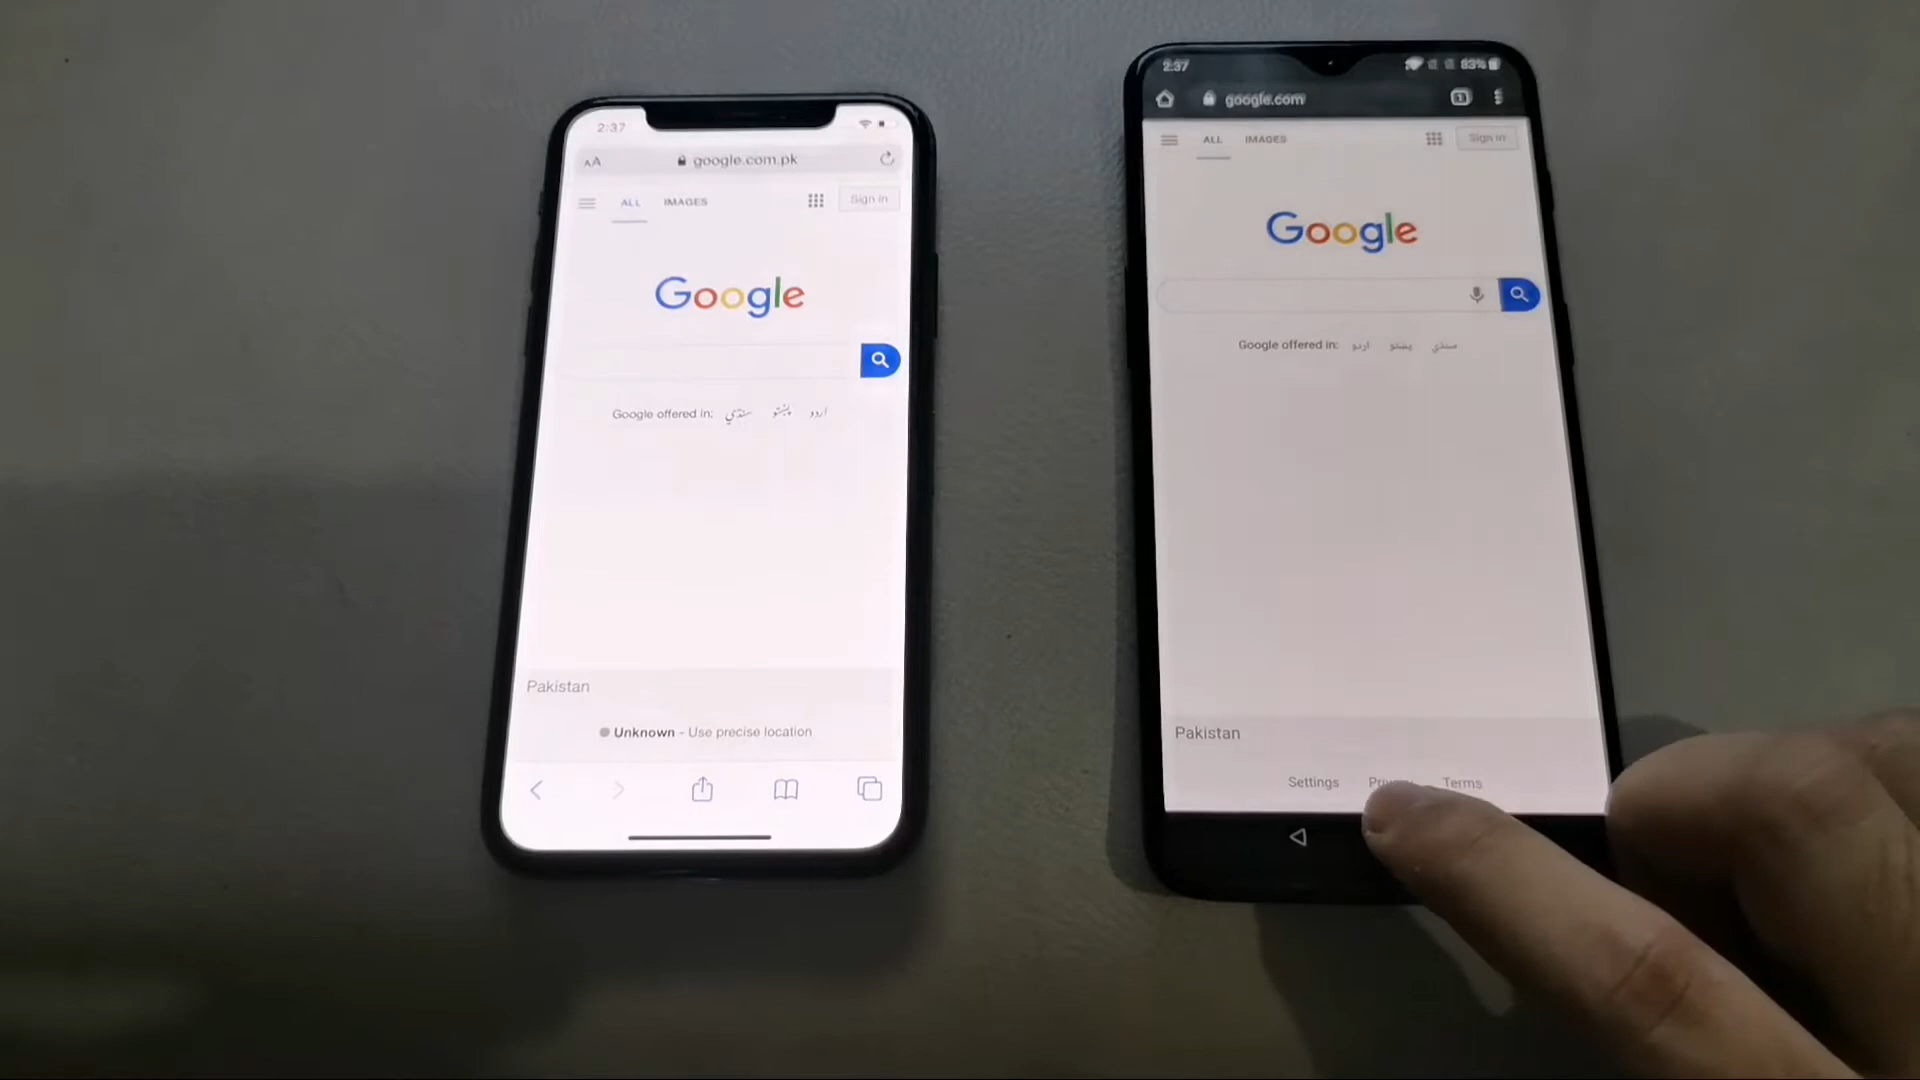 2:37
AA google.com.pk
ALL IMAGES Sign in
Google
Google offered in: سنڌي پښتو اردو
Pakistan
Unknown - Use precise location
2:37 83%
google.com 1
ALL IMAGES Sign in
Google
Google offered in: اردو پښتو سنڌي
Pakistan
Settings Terms